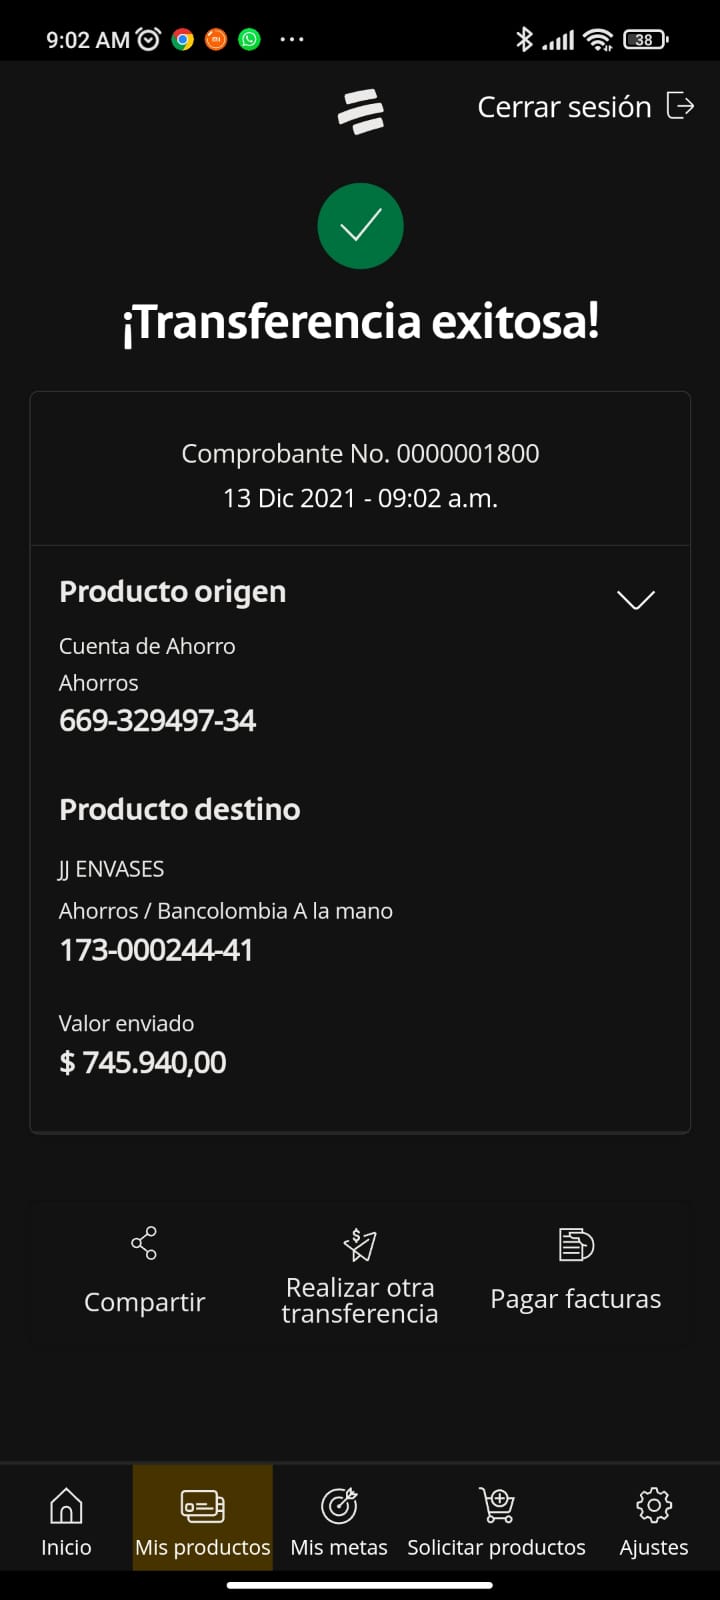 9:02 AM
38
Cerrar sesión
¡Transferencia exitosa!
Comprobante No. 0000001800
13 Dic 2021 - 09:02 a.m.
Producto origen
Cuenta de Ahorro
Ahorros
669-329497-34
Producto destino
JJ ENVASES
Ahorros / Bancolombia A la mano
173-000244-41
Valor enviado
$ 745.940,00
Compartir
Realizar otra
transferencia
Pagar facturas
Inicio
Mis productos
Mis metas
Solicitar productos
Ajustes